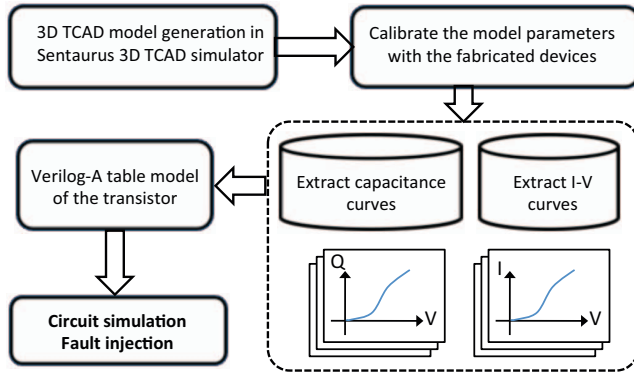 3D TCAD model generation in
Sentaurus 3D TCAD simulator
Calibrate the model parameters
with the fabricated devices
Extract capacitance
curves
Extract I-V
curves
Q
V
I
V
Verilog-A table model
of the transistor
Circuit simulation
Fault injection